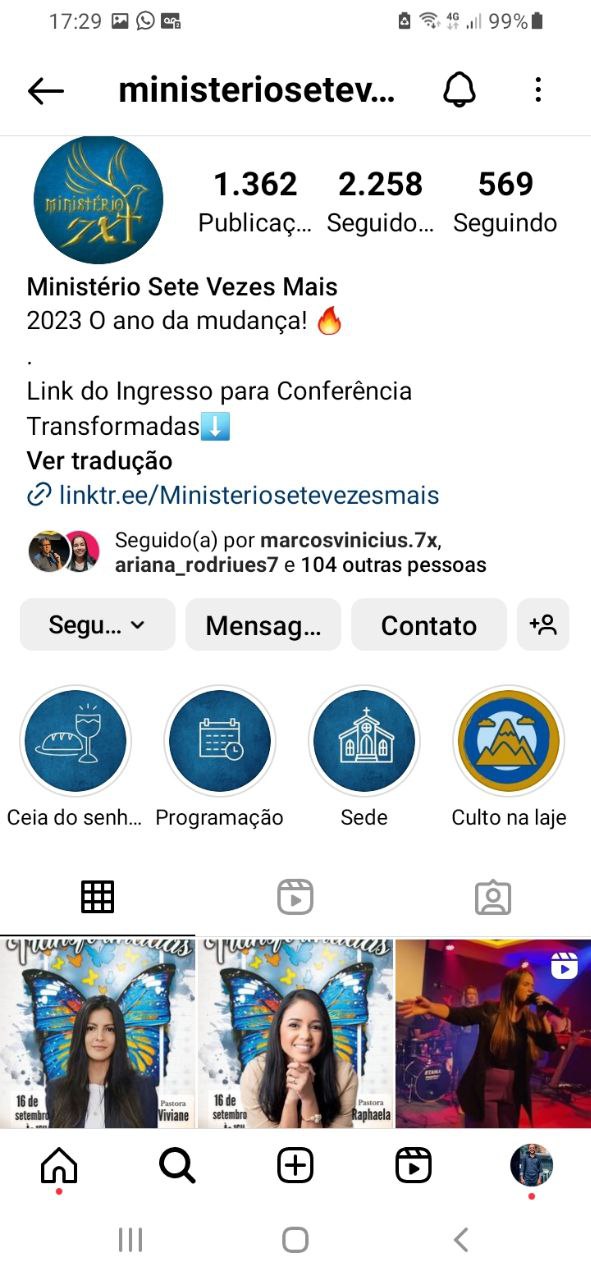 17:29
4G
99%
ministeriosetev...
MINISTÉRIO
7x+
1.362
2.258
569
Publicaç...
Seguido...
Seguindo
Ministério Sete Vezes Mais
2023 O ano da mudança! 🔥
.
Link do Ingresso para Conferência
Transformadas⬇️
Ver tradução
linktr.ee/Ministeriosetevezesmais
Seguido(a) por marcosvinicius.7x,
ariana_rodriues7 e 104 outras pessoas
Segu...
Mensag...
Contato
Ceia do senh...
Programação
Sede
Culto na laje
Transformadas
16 de
setembro
Pastora
Viviane
Transformadas
16 de
setembro
Pastora
Raphaela
TAMA